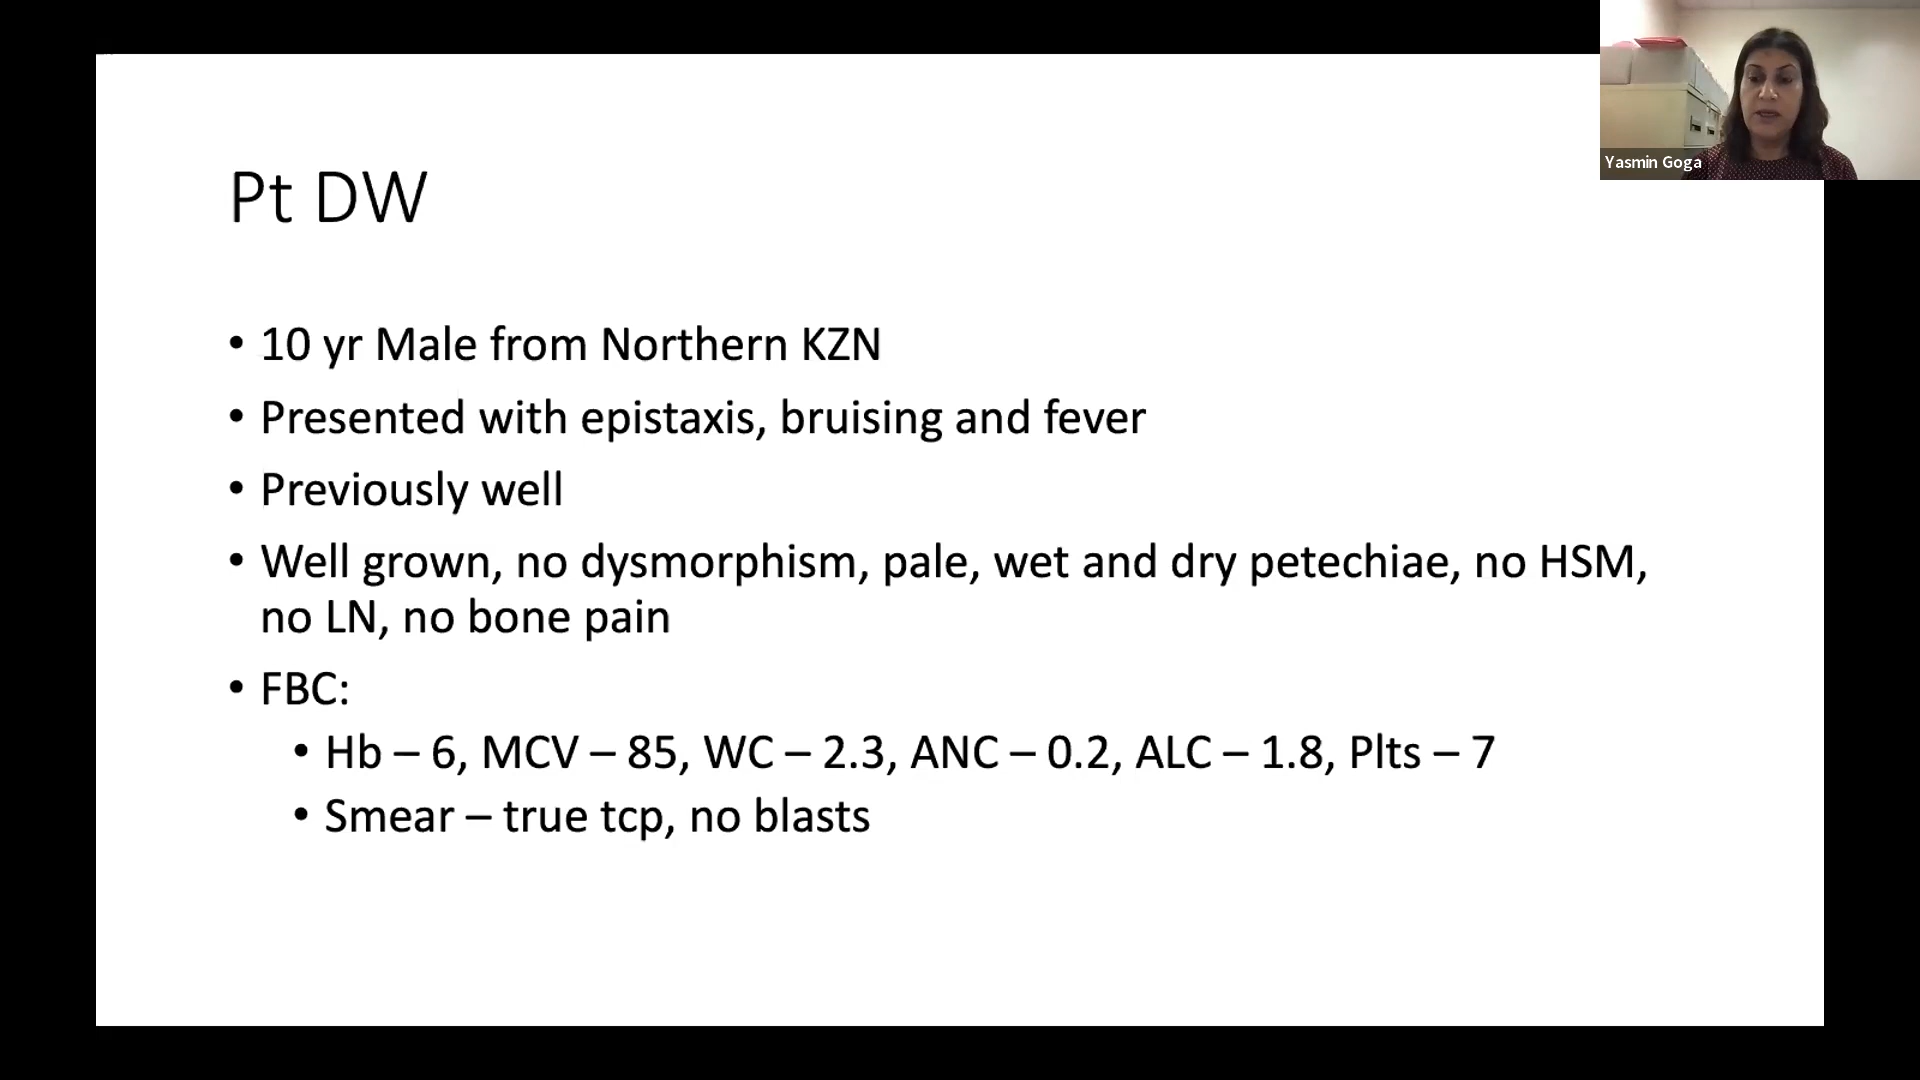 Yasmin Goga
Pt DW
• 10 yr Male from Northern KZN
• Presented with epistaxis, bruising and fever
• Previously well
• Well grown, no dysmorphism, pale, wet and dry petechiae, no HSM,
no LN, no bone pain
• FBC:
• Hb – 6, MCV – 85, WC – 2.3, ANC – 0.2, ALC – 1.8, Plts – 7
• Smear – true tcp, no blasts